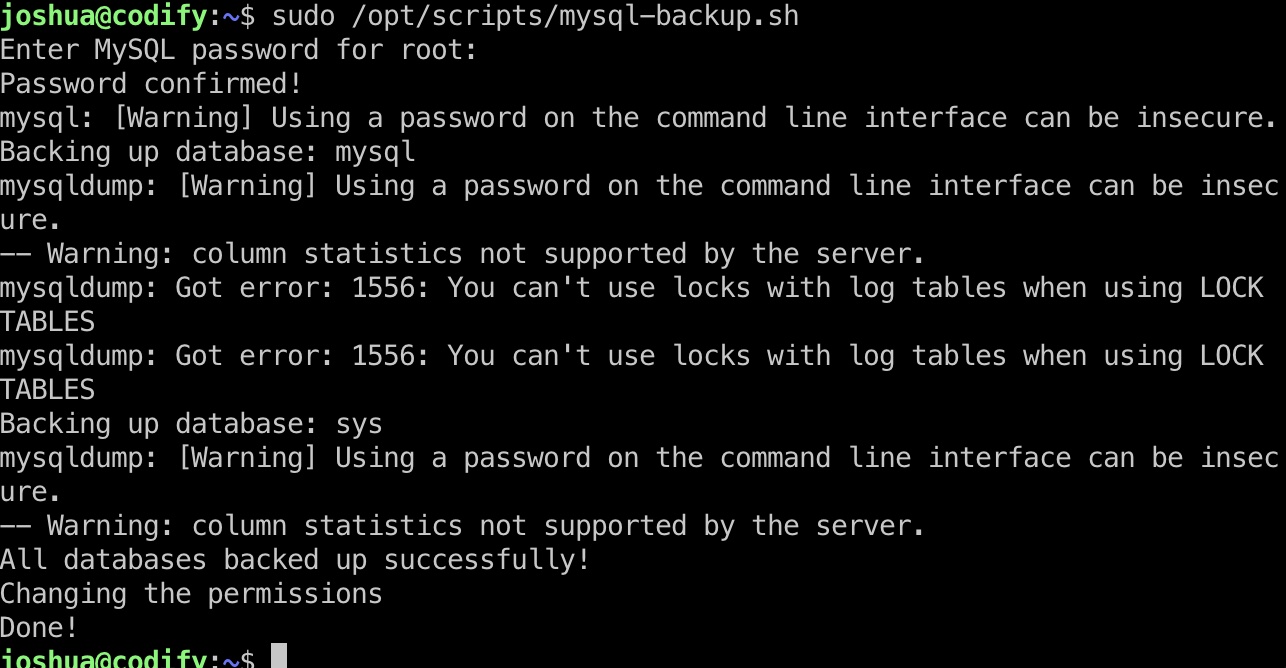 joshua@codify:~$ sudo /opt/scripts/mysql-backup.sh
Enter MySQL password for root:
Password confirmed!
mysql: [Warning] Using a password on the command line interface can be insecure.
Backing up database: mysql
mysqldump: [Warning] Using a password on the command line interface can be insec
ure.
-- Warning: column statistics not supported by the server.
mysqldump: Got error: 1556: You can't use locks with log tables when using LOCK
TABLES
mysqldump: Got error: 1556: You can't use locks with log tables when using LOCK
TABLES
Backing up database: sys
mysqldump: [Warning] Using a password on the command line interface can be insec
ure.
-- Warning: column statistics not supported by the server.
All databases backed up successfully!
Changing the permissions
Done!
joshua@codify:~$